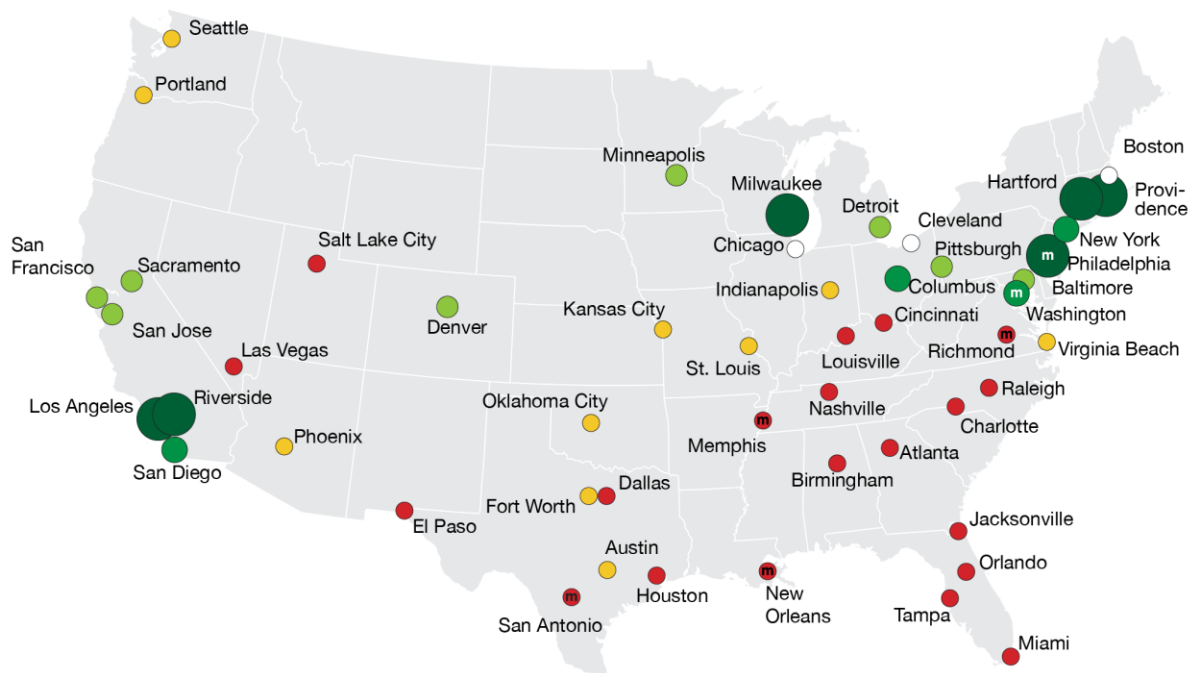 Seattle
Portland
Minneapolis
Boston
Milwaukee
Hartford
Provi-
dence
Detroit
Cleveland
San
Francisco
Salt Lake City
Chicago
Pittsburgh
New York
m
Philadelphia
Sacramento
Indianapolis
Columbus
Baltimore
m
Kansas City
Denver
Cincinnati
Washington
San Jose
Las Vegas
St. Louis
Louisville
Richmond
m
Virginia Beach
Los Angeles
Riverside
Oklahoma City
Nashville
Raleigh
Phoenix
Memphis
m
Charlotte
San Diego
Birmingham
Atlanta
Fort Worth
Dallas
El Paso
Jacksonville
Austin
Orlando
m
Houston
m
New
Orleans
San Antonio
Tampa
Miami